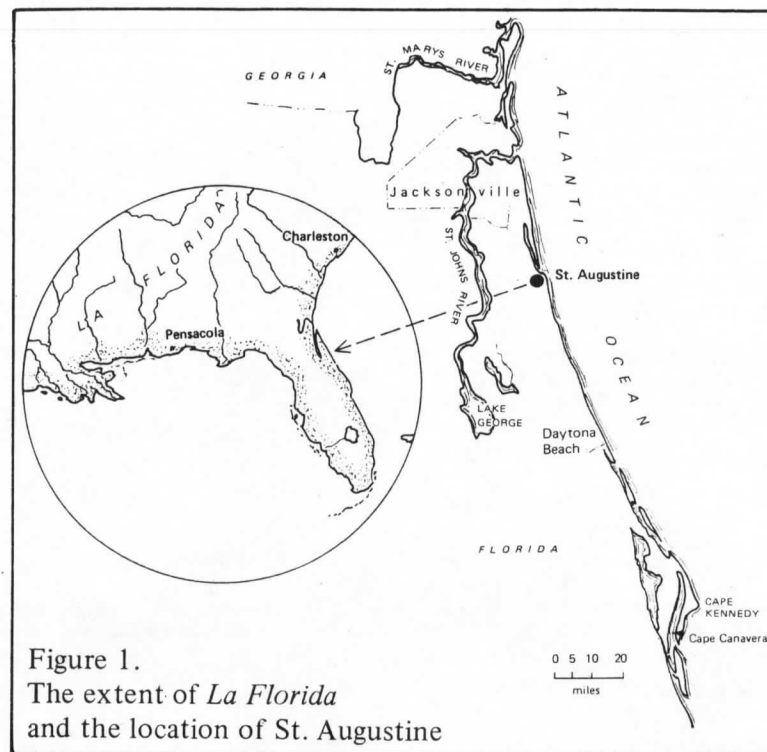 GEORGIA
ST. MARYS RIVER
ATLANTIC
OCEAN
Jacksonville
ST. JOHNS RIVER
St. Augustine
LAKE
GEORGE
Daytona
Beach
FLORIDA
CAPE
KENNEDY
Cape Canavera
0 5 10 20
miles
LA FLORIDA
Charleston
Pensacola
Figure 1.
The extent of La Florida
and the location of St. Augustine